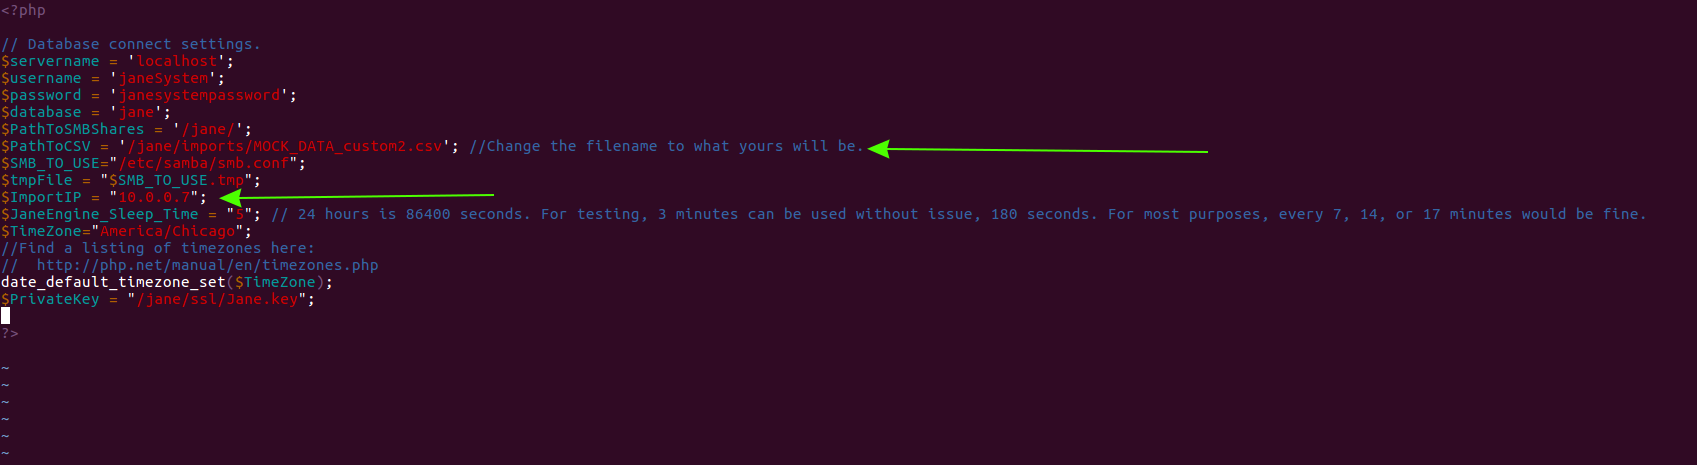 <?php
// Database connect settings.
$servername = 'localhost';
$username = 'janeSystem';
$password = 'janesystempassword';
$database = 'jane';
$PathToSMBShares = '/jane/';
$PathToCSV = '/jane/imports/MOCK_DATA_custom2.csv'; //Change the filename to what yours will be.
$SMB_TO_USE="/etc/samba/smb.conf";
$tmpFile = "$SMB_TO_USE.tmp";
$ImportIP = "10.0.0.7";
$JaneEngine_Sleep_Time = "5"; // 24 hours is 86400 seconds. For testing, 3 minutes can be used without issue, 180 seconds. For most purposes, every 7, 14, or 17 minutes would be fine.
$TimeZone="America/Chicago";
//Find a listing of timezones here:
//  http://php.net/manual/en/timezones.php
date_default_timezone_set($TimeZone);
$PrivateKey = "/jane/ssl/Jane.key";
?>
~
~
~
~
~
~